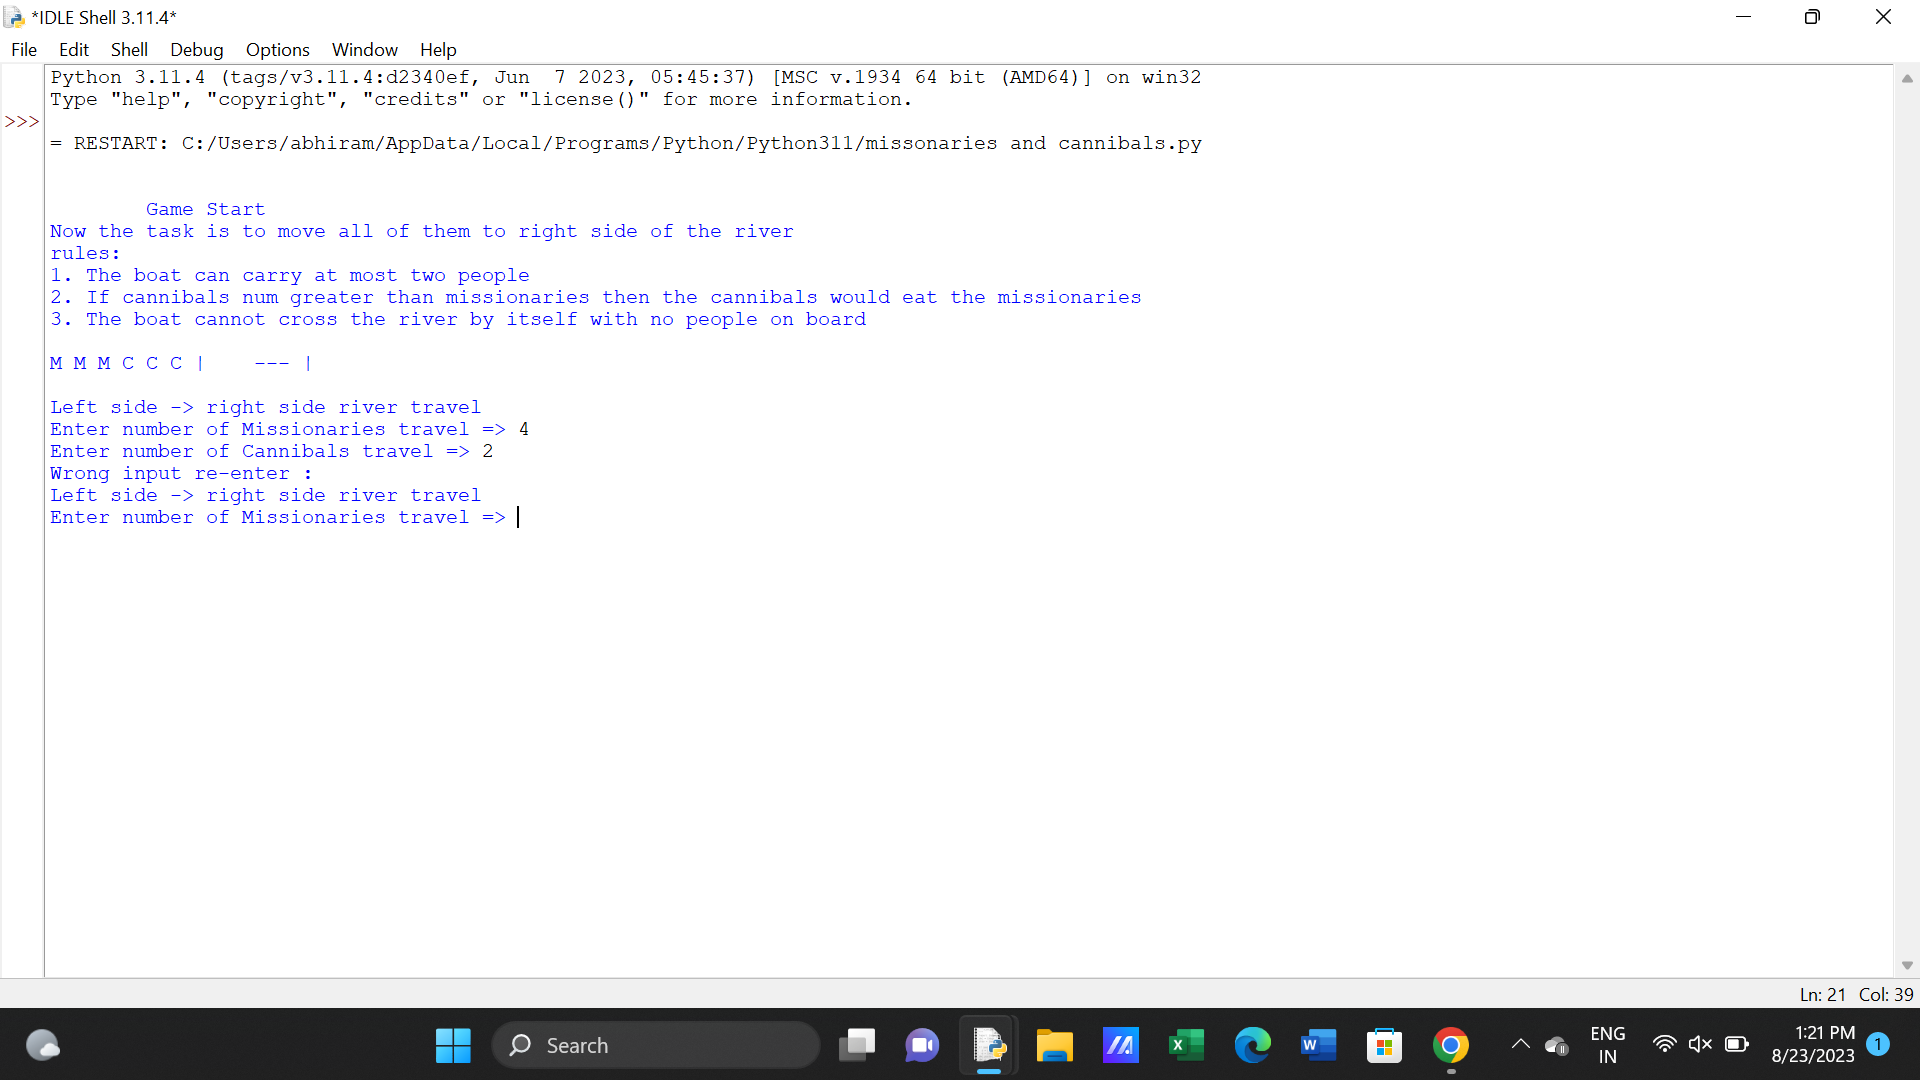 *IDLE Shell 3.11.4*
File Edit Shell Debug Options Window Help
Python 3.11.4 (tags/v3.11.4:d2340ef, Jun  7 2023, 05:45:37) [MSC v.1934 64 bit (AMD64)] on win32
Type "help", "copyright", "credits" or "license()" for more information.
>>>
= RESTART: C:/Users/abhiram/AppData/Local/Programs/Python/Python311/missonaries and cannibals.py
Game Start
Now the task is to move all of them to right side of the river
rules:
1. The boat can carry at most two people
2. If cannibals num greater than missionaries then the cannibals would eat the missionaries
3. The boat cannot cross the river by itself with no people on board
M M M C C C |    --- |
Left side -> right side river travel
Enter number of Missionaries travel => 4
Enter number of Cannibals travel => 2
Wrong input re-enter :
Left side -> right side river travel
Enter number of Missionaries travel =>
Ln: 21 Col: 39
Search
ENG
IN
1:21 PM
8/23/2023
1